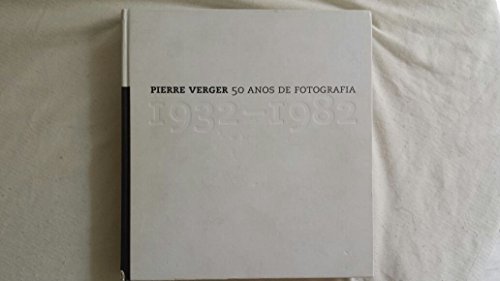 PIERRE VERGER 50 ANOS DE FOTOGRAFIA
1932–1982